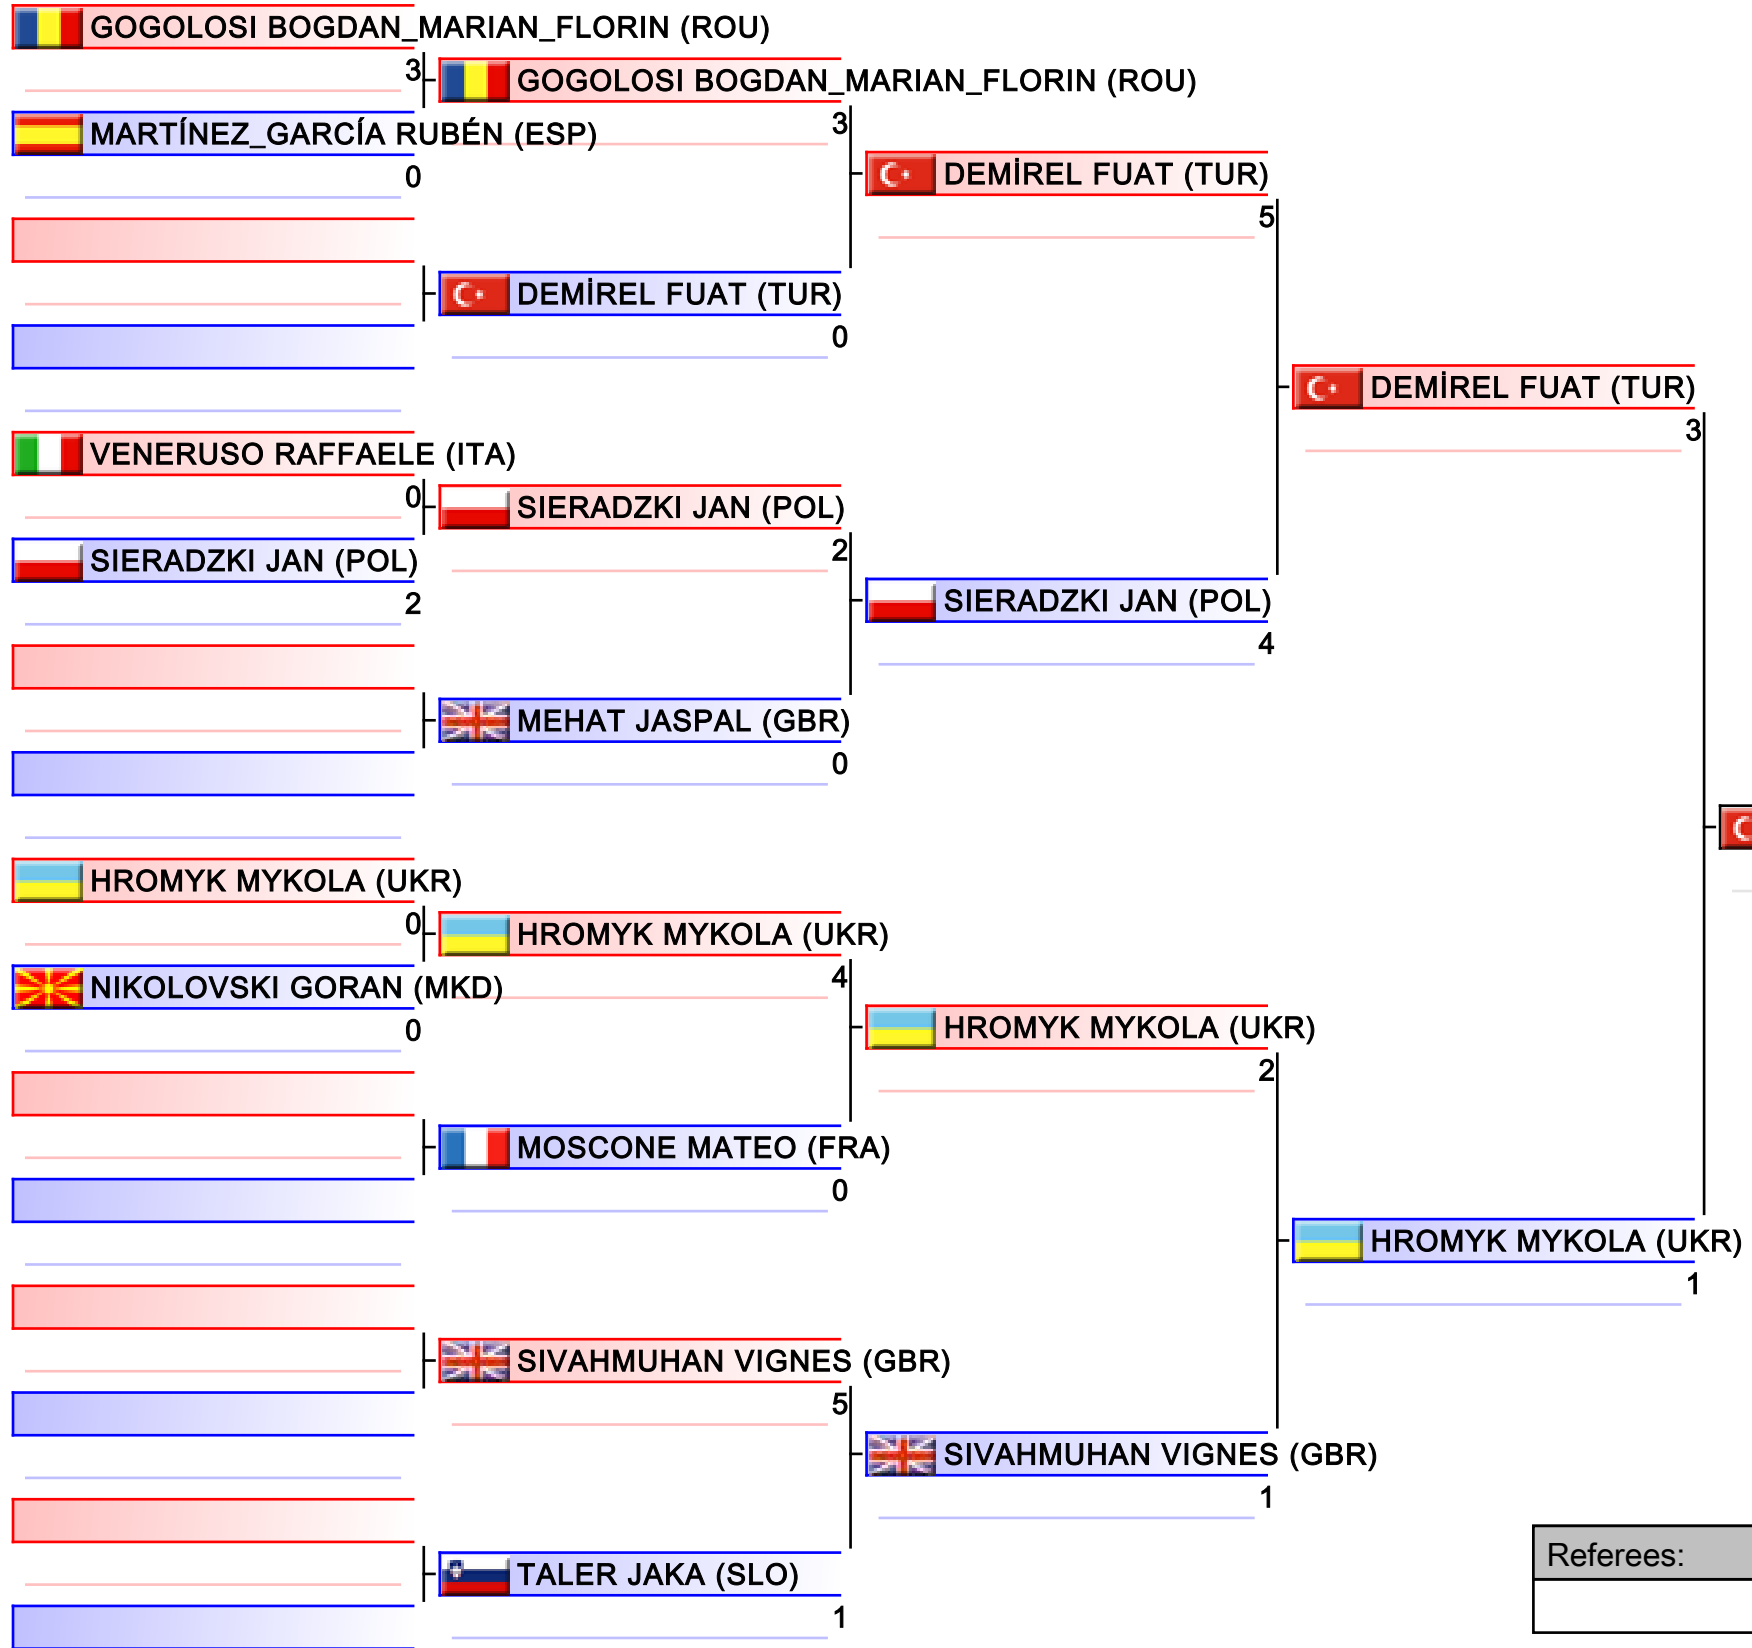 GOGOLOSI BOGDAN_MARIAN_FLORIN (ROU)
3
GOGOLOSI BOGDAN_MARIAN_FLORIN (ROU)
3
MARTÍNEZ_GARCÍA RUBÉN (ESP)
0
DEMİREL FUAT (TUR)
5
DEMİREL FUAT (TUR)
0
DEMİREL FUAT (TUR)
3
VENERUSO RAFFAELE (ITA)
0
SIERADZKI JAN (POL)
2
SIERADZKI JAN (POL)
2
SIERADZKI JAN (POL)
4
MEHAT JASPAL (GBR)
0
HROMYK MYKOLA (UKR)
0
HROMYK MYKOLA (UKR)
4
NIKOLOVSKI GORAN (MKD)
0
HROMYK MYKOLA (UKR)
2
MOSCONE MATEO (FRA)
0
HROMYK MYKOLA (UKR)
1
SIVAHMUHAN VIGNES (GBR)
5
SIVAHMUHAN VIGNES (GBR)
1
TALER JAKA (SLO)
1
Referees: